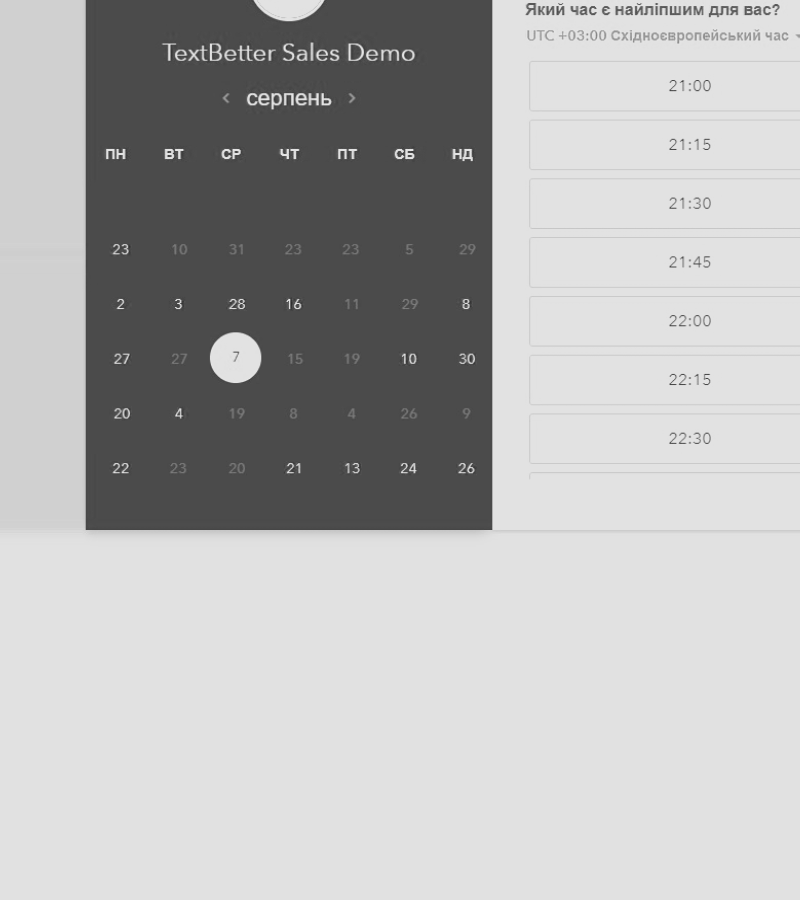 Який час є найліпшим для вас?
UTC +03:00 Східноєвропейський час
TextBetter Sales Demo
серпень
ПН ВТ СР ЧТ ПТ СБ НД
23 10 31 23 23 5 29
2 3 28 16 11 29 8
27 27 7 15 19 10 30
20 4 19 8 4 26 9
22 23 20 21 13 24 26
21:00
21:15
21:30
21:45
22:00
22:15
22:30